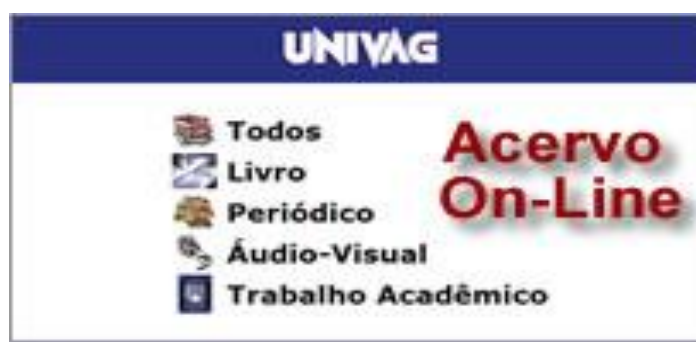 UNIVAG
Todos
Livro
Periódico
Áudio-Visual
Trabalho Acadêmico
Acervo
On-Line